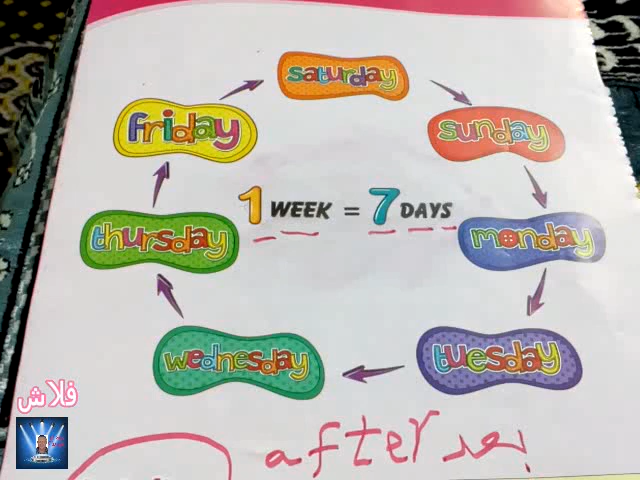 saturday
friday
sunday
1 WEEK = 7 DAYS
thursday
monday
wednesday
tuesday
فلاش
after بعد